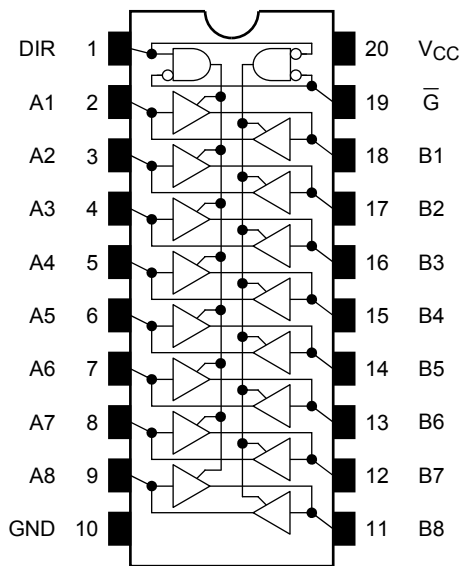 DIR 1 20 VCC
A1 2 19 G̅
A2 3 18 B1
A3 4 17 B2
A4 5 16 B3
A5 6 15 B4
A6 7 14 B5
A7 8 13 B6
A8 9 12 B7
GND 10 11 B8